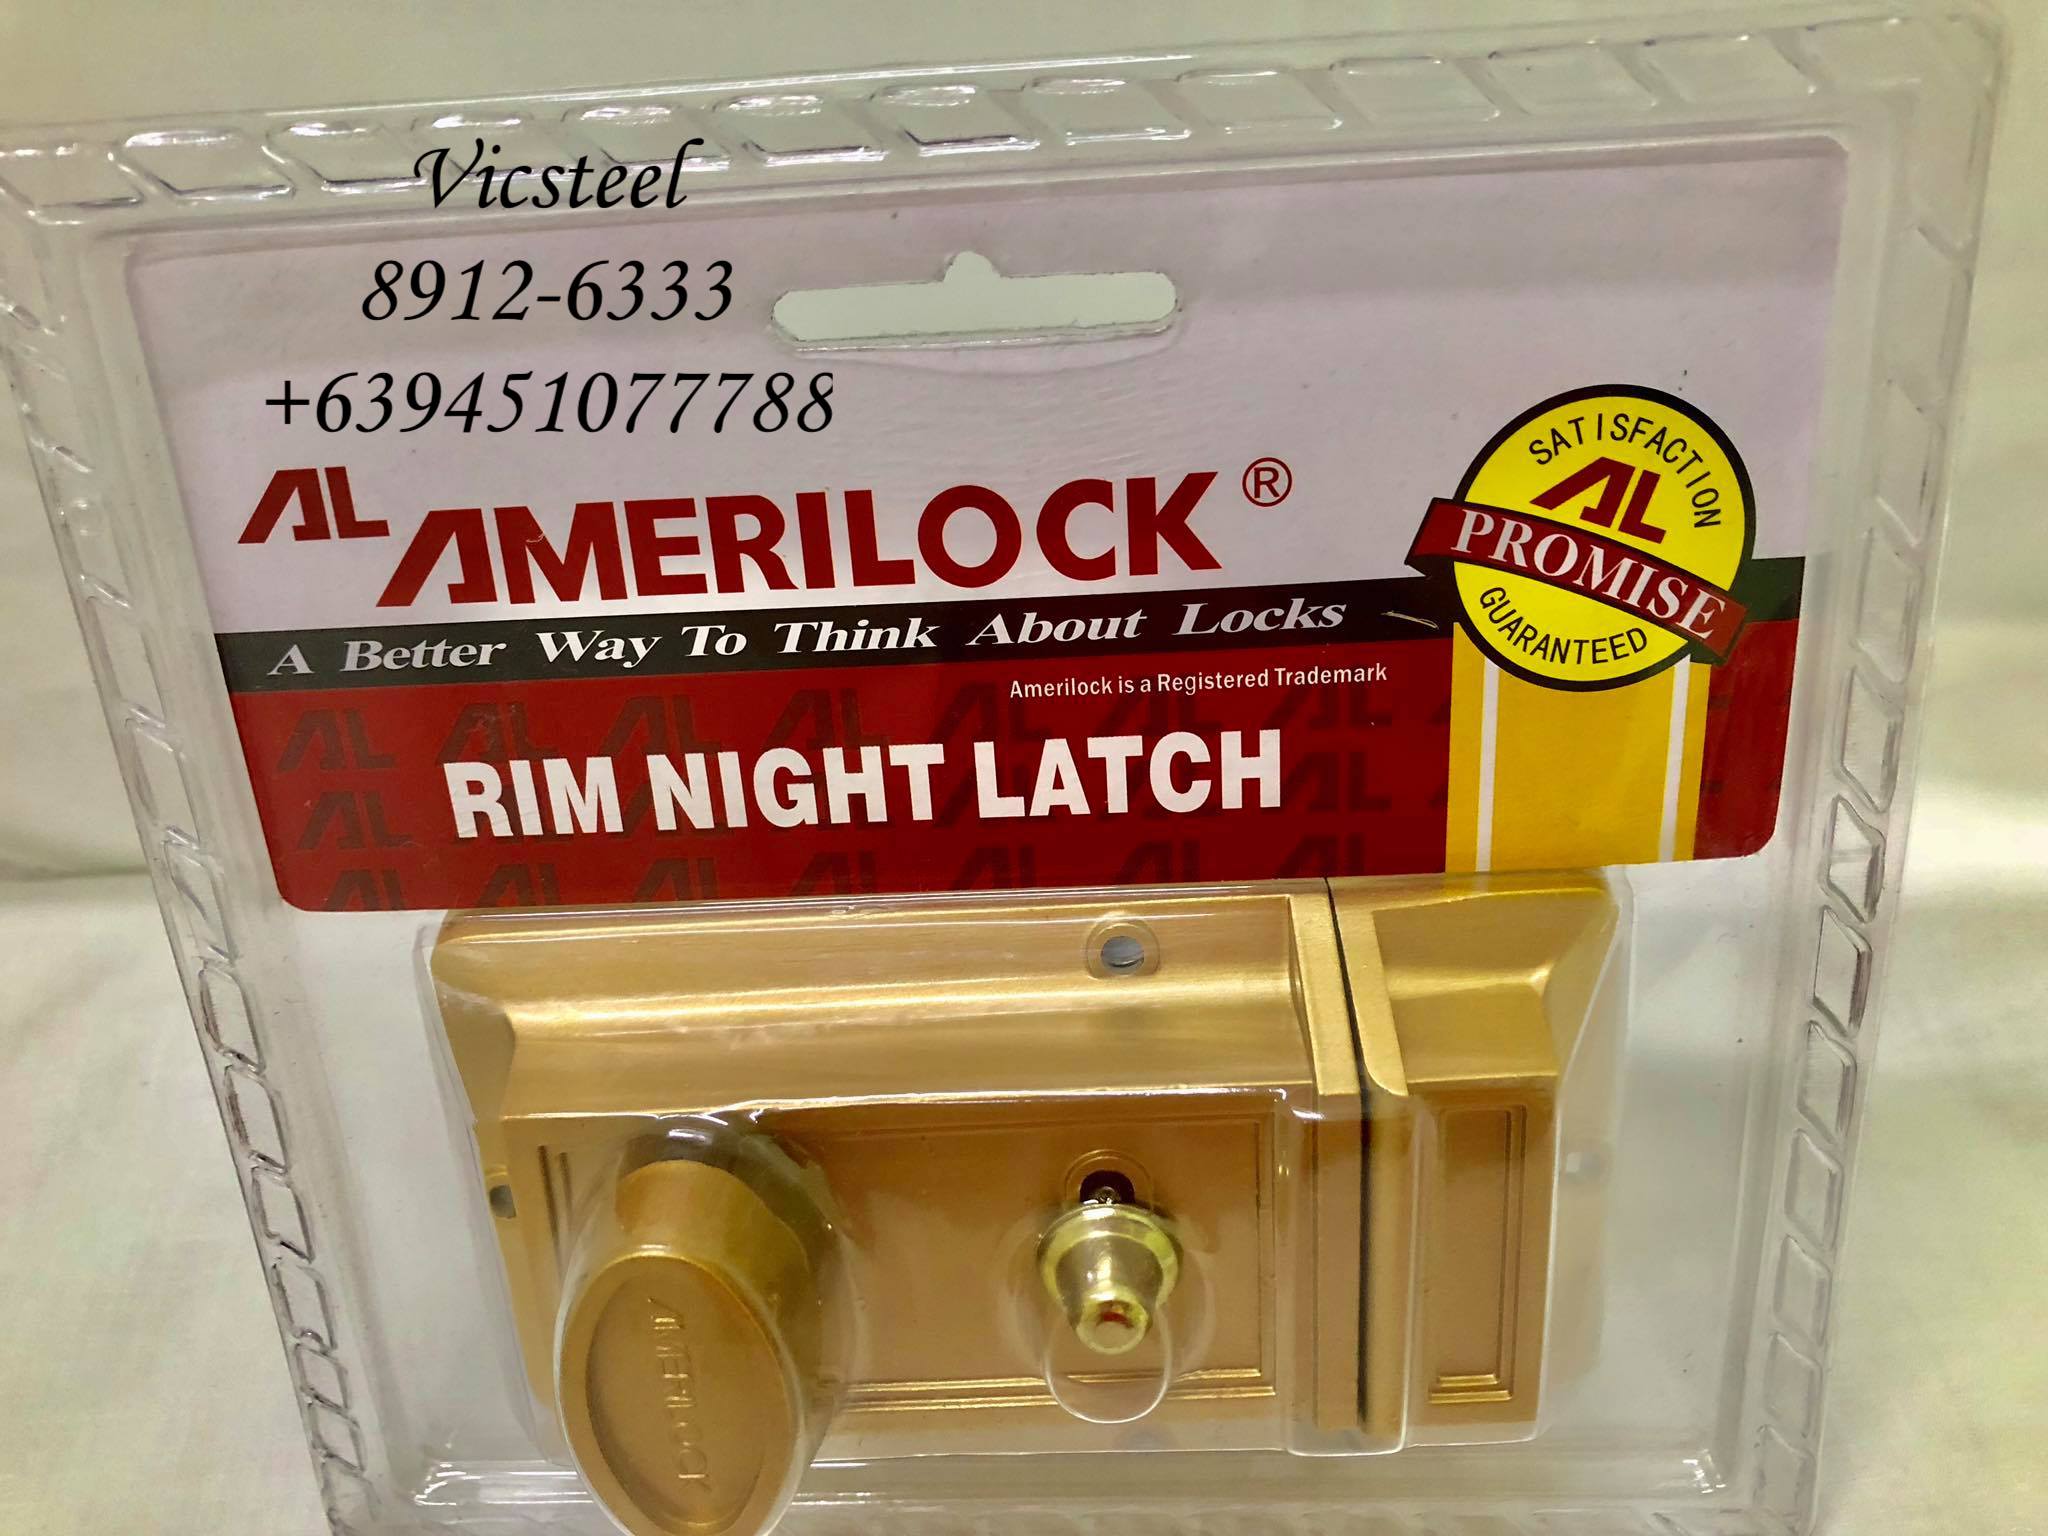 Vicsteel
8912-6333
+639451077788
AL AMERILOCK ®
A Better Way To Think About Locks
Amerilock is a Registered Trademark
RIM NIGHT LATCH
SATISFACTION
AL
PROMISE
GUARANTEED
AMERILOCK